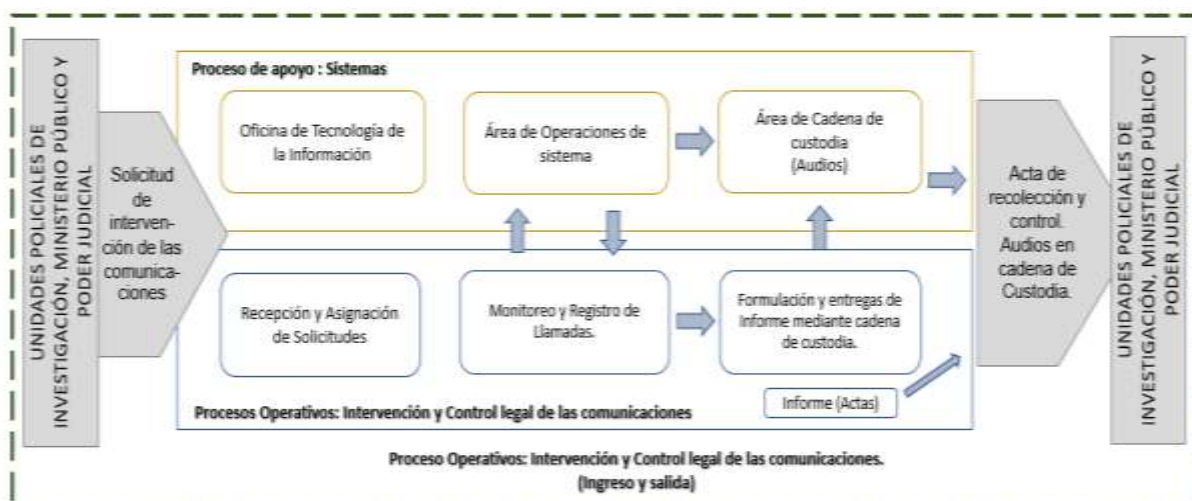 UNIDADES POLICIALES DE
INVESTIGACIÓN, MINISTERIO PÚBLICO Y
PODER JUDICIAL
Solicitud
de
interven-
ción de las
comunica-
ciones
Proceso de apoyo : Sistemas
Oficina de Tecnología de
la Información
Área de Operaciones de
sistema
Área de Cadena de
custodia
(Audios)
Recepción y Asignación
de Solicitudes
Monitoreo y Registro de
Llamadas.
Formulación y entregas de
Informe mediante cadena
de custodia.
Informe (Actas)
Procesos Operativos: Intervención y Control legal de las comunicaciones
Acta de
recolección y
control.
Audios en
cadena de
Custodia.
UNIDADES POLICIALES DE
INVESTIGACIÓN, MINISTERIO PÚBLICO Y
PODER JUDICIAL
Proceso Operativos: Intervención y Control legal de las comunicaciones.
(Ingreso y salida)